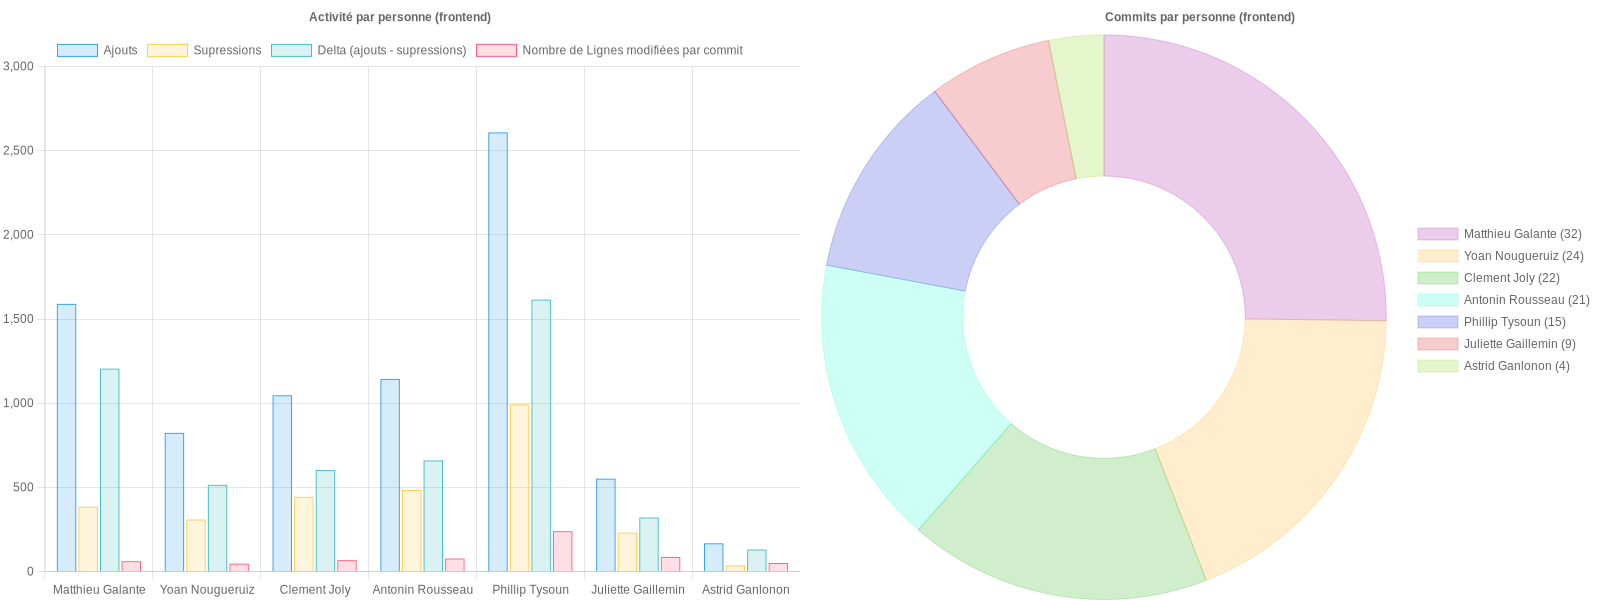 Activité par personne (frontend)
Ajouts Supressions Delta (ajouts - supressions) Nombre de Lignes modifiées par commit
3,000
2,500
2,000
1,500
1,000
500
0
Matthieu Galante Yoan Nougueruiz Clement Joly Antonin Rousseau Phillip Tysoun Juliette Gaillemin Astrid Ganlonon
Commits par personne (frontend)
Matthieu Galante (32)
Yoan Nougueruiz (24)
Clement Joly (22)
Antonin Rousseau (21)
Phillip Tysoun (15)
Juliette Gaillemin (9)
Astrid Ganlonon (4)